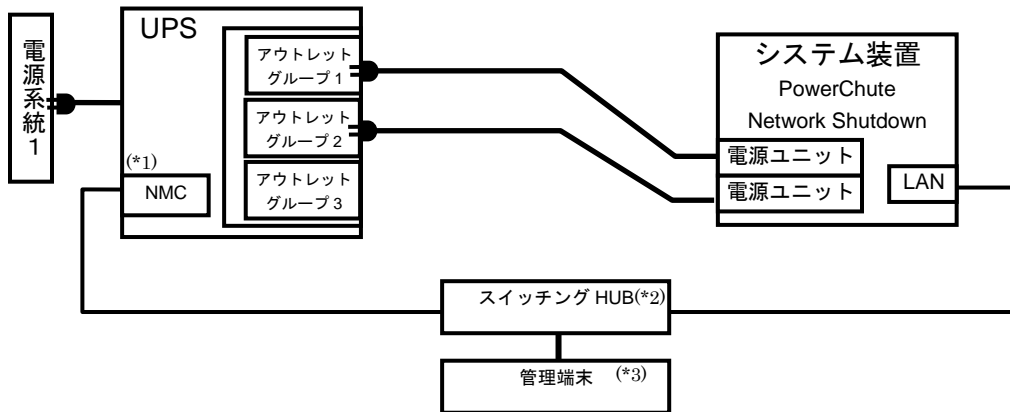 電源系統1
UPS
アウトレット
グループ1
アウトレット
グループ2
アウトレット
グループ3
(*1)
NMC
システム装置
PowerChute
Network Shutdown
電源ユニット
電源ユニット
LAN
スイッチング HUB(*2)
管理端末 (*3)